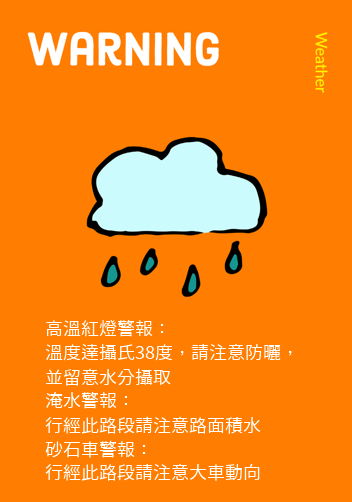 WARNING
Weather
高溫紅燈警報：
溫度達攝氏38度，請注意防曬，
並留意水分攝取
淹水警報：
行經此路段請注意路面積水
砂石車警報：
行經此路段請注意大車動向